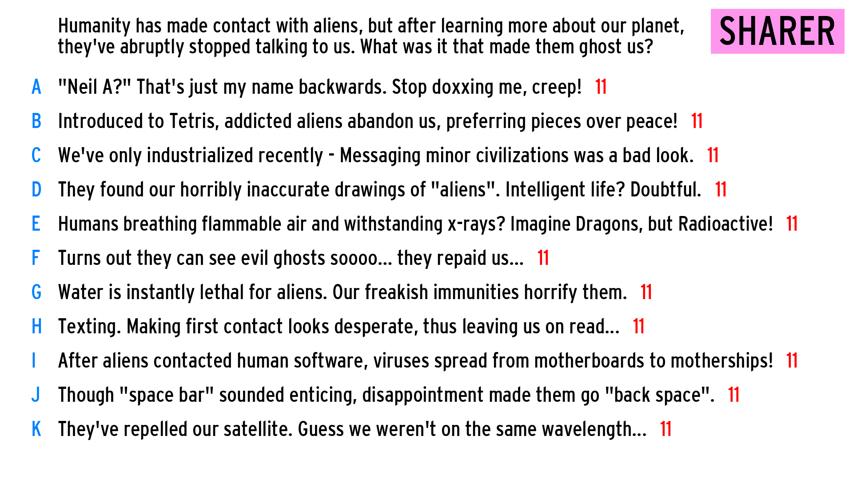 Humanity has made contact with aliens, but after learning more about our planet,
they've abruptly stopped talking to us. What was it that made them ghost us?
SHARER
A "Neil A?" That's just my name backwards. Stop doxxing me, creep! 11
B Introduced to Tetris, addicted aliens abandon us, preferring pieces over peace! 11
C We've only industrialized recently - Messaging minor civilizations was a bad look. 11
D They found our horribly inaccurate drawings of "aliens". Intelligent life? Doubtful. 11
E Humans breathing flammable air and withstanding x-rays? Imagine Dragons, but Radioactive! 11
F Turns out they can see evil ghosts soooo... they repaid us... 11
G Water is instantly lethal for aliens. Our freakish immunities horrify them. 11
H Texting. Making first contact looks desperate, thus leaving us on read... 11
I After aliens contacted human software, viruses spread from motherboards to motherships! 11
J Though "space bar" sounded enticing, disappointment made them go "back space". 11
K They've repelled our satellite. Guess we weren't on the same wavelength... 11